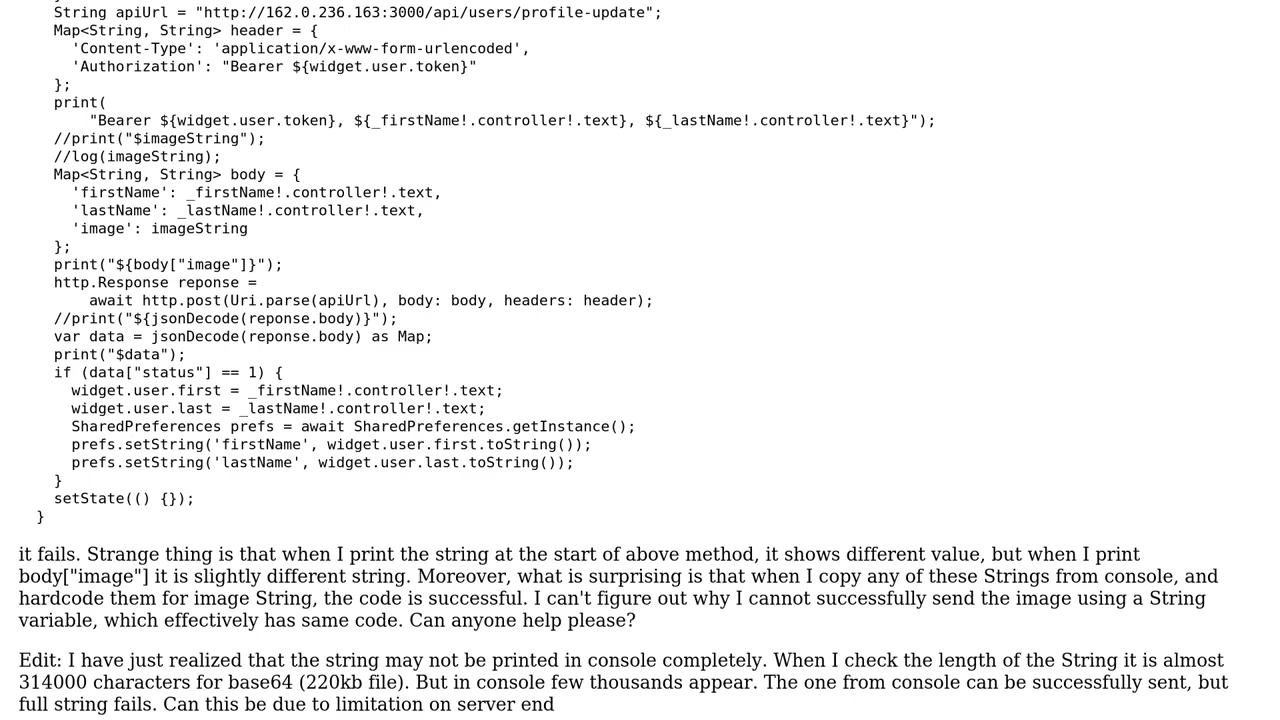 String apiUrl = "http://162.0.236.163:3000/api/users/profile-update";
Map<String, String> header = {
'Content-Type': 'application/x-www-form-urlencoded',
'Authorization': "Bearer ${widget.user.token}"
};
print(
"Bearer ${widget.user.token}, ${_firstName!.controller!.text}, ${_lastName!.controller!.text}");
//print("$imageString");
//log(imageString);
Map<String, String> body = {
'firstName': _firstName!.controller!.text,
'lastName': _lastName!.controller!.text,
'image': imageString
};
print("${body["image"]}");
http.Response reponse =
await http.post(Uri.parse(apiUrl), body: body, headers: header);
//print("${jsonDecode(reponse.body)}");
var data = jsonDecode(reponse.body) as Map;
print("$data");
if (data["status"] == 1) {
widget.user.first = _firstName!.controller!.text;
widget.user.last = _lastName!.controller!.text;
SharedPreferences prefs = await SharedPreferences.getInstance();
prefs.setString('firstName', widget.user.first.toString());
prefs.setString('lastName', widget.user.last.toString());
}
setState(() {});
}
it fails. Strange thing is that when I print the string at the start of above method, it shows different value, but when I print
body["image"] it is slightly different string. Moreover, what is surprising is that when I copy any of these Strings from console, and
hardcode them for image String, the code is successful. I can't figure out why I cannot successfully send the image using a String
variable, which effectively has same code. Can anyone help please?
Edit: I have just realized that the string may not be printed in console completely. When I check the length of the String it is almost
314000 characters for base64 (220kb file). But in console few thousands appear. The one from console can be successfully sent, but
full string fails. Can this be due to limitation on server end